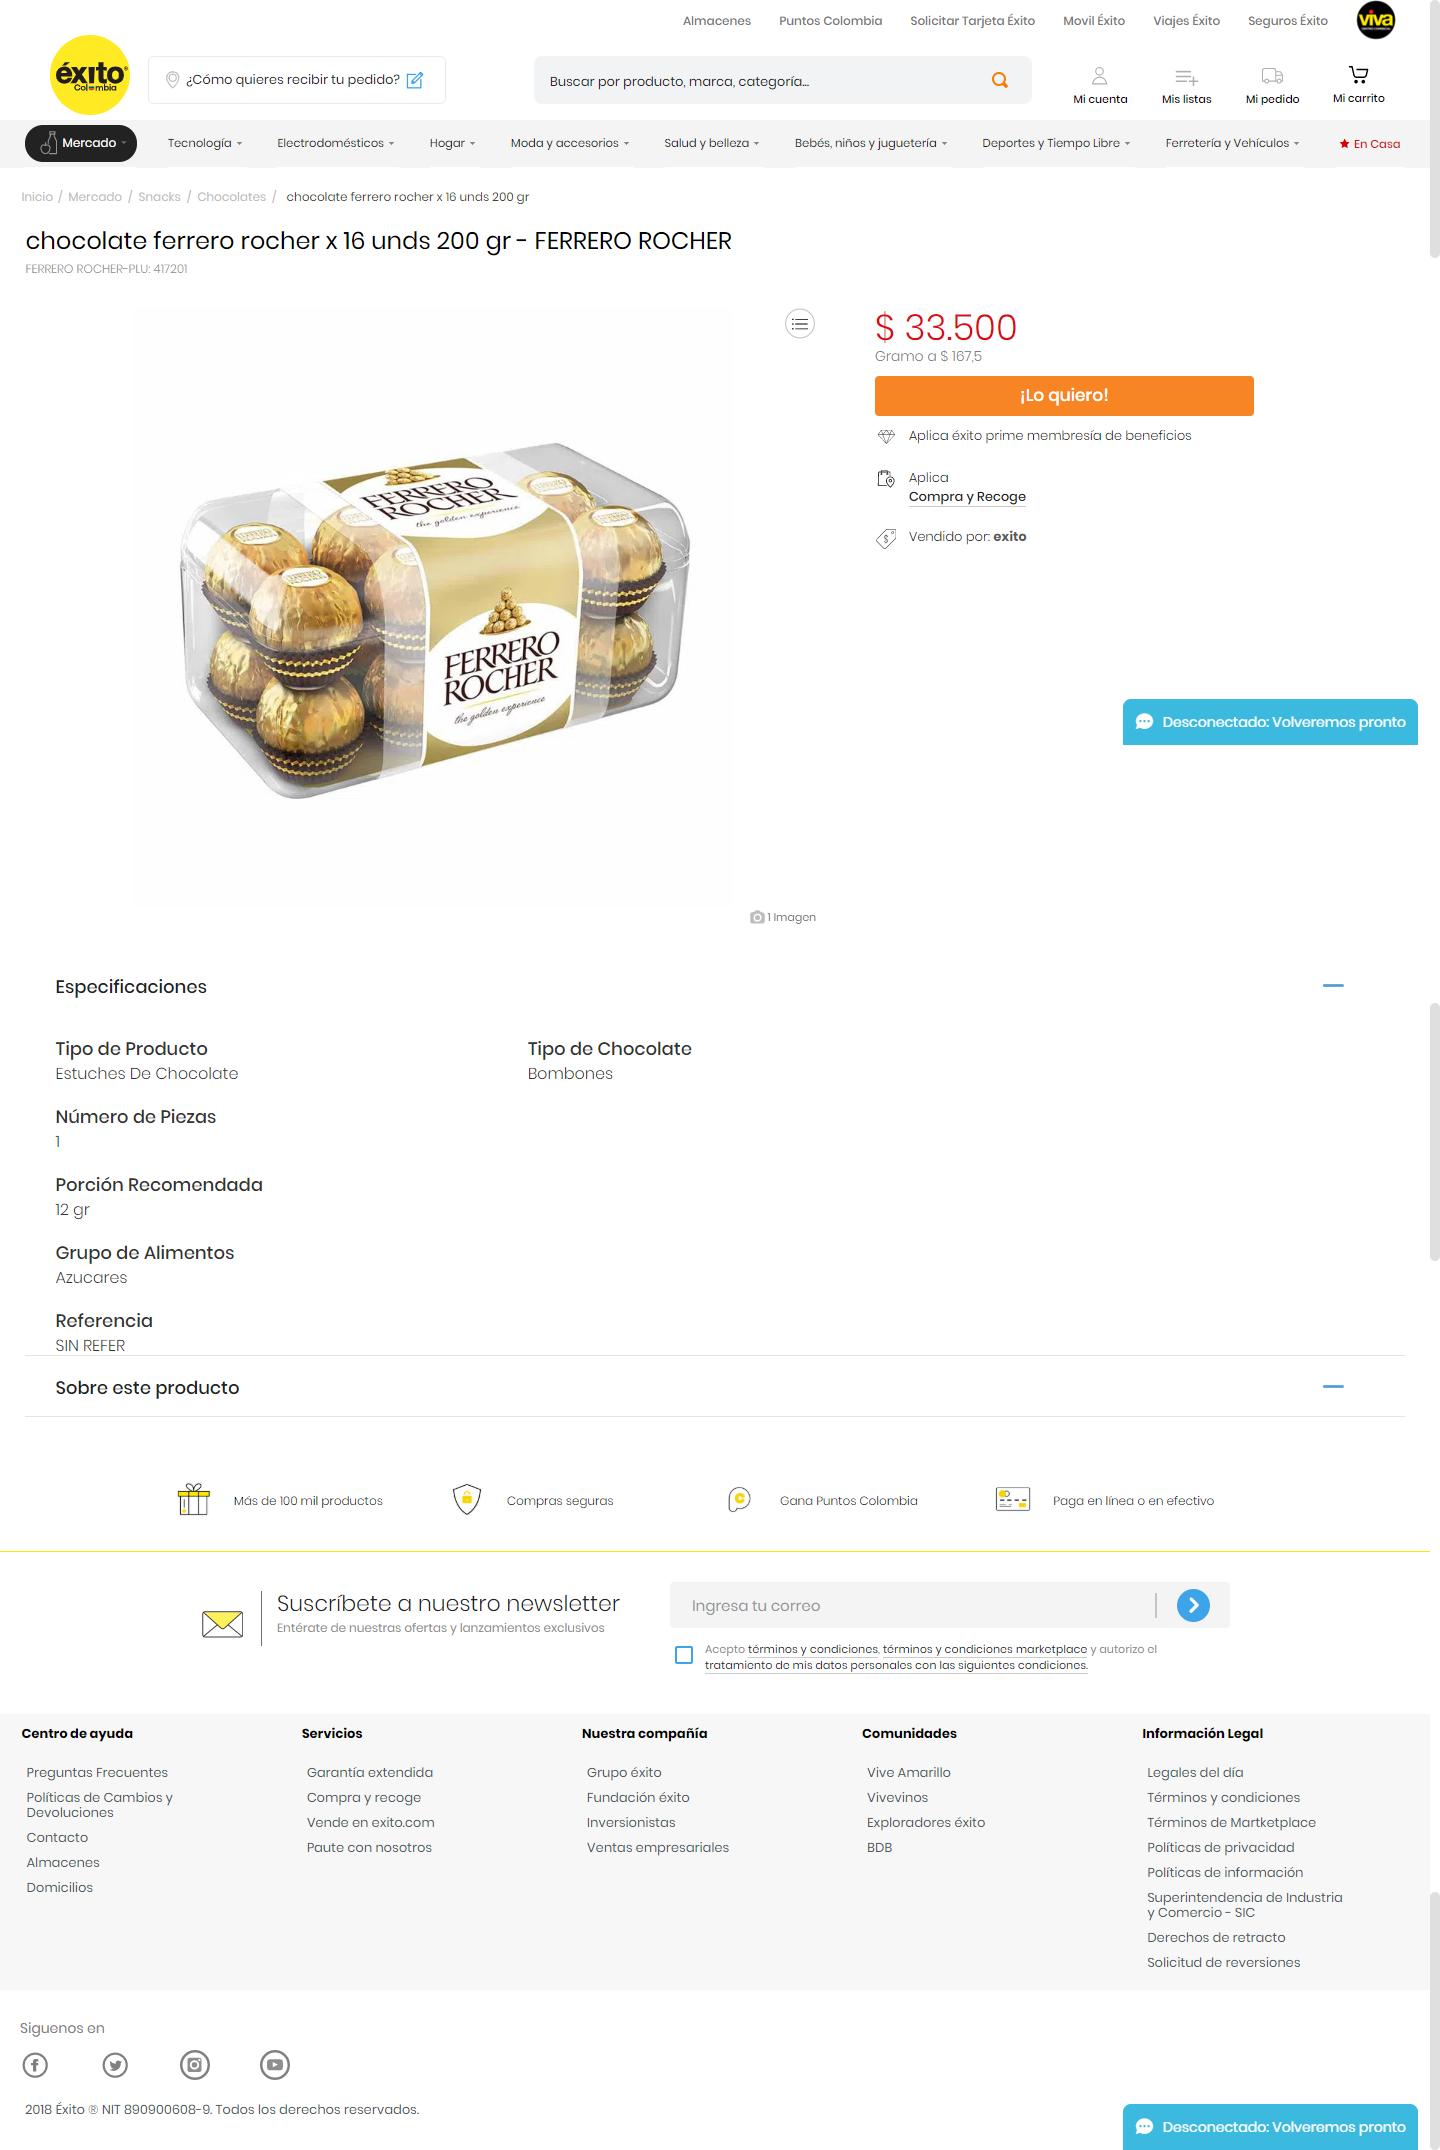 Almacenes Puntos Colombia Solicitar Tarjeta Éxito Movil Éxito Viajes Éxito Seguros Éxito viva
éxito
Colombia
¿Cómo quieres recibir tu pedido?
Buscar por producto, marca, categoría...
Mi cuenta Mis listas Mi pedido Mi carrito
Mercado Tecnología Electrodomésticos Hogar Moda y accesorios Salud y belleza Bebés, niños y juguetería Deportes y Tiempo Libre Ferretería y Vehículos En Casa
Inicio / Mercado / Snacks / Chocolates / chocolate ferrero rocher x 16 unds 200 gr
chocolate ferrero rocher x 16 unds 200 gr - FERRERO ROCHER
FERRERO ROCHER-PLU: 417201
FERRERO
ROCHER
the golden experience
FERRERO
ROCHER
the golden experience
1 Imagen
$ 33.500
Gramo a $ 167,5
¡Lo quiero!
Aplica éxito prime membresía de beneficios
Aplica
Compra y Recoge
Vendido por: exito
Desconectado: Volveremos pronto
Especificaciones
Tipo de Producto
Estuches De Chocolate
Tipo de Chocolate
Bombones
Número de Piezas
1
Porción Recomendada
12 gr
Grupo de Alimentos
Azucares
Referencia
SIN REFER
Sobre este producto
Más de 100 mil productos
Compras seguras
Gana Puntos Colombia
Paga en línea o en efectivo
Suscríbete a nuestro newsletter
Entérate de nuestras ofertas y lanzamientos exclusivos
Ingresa tu correo
Acepto términos y condiciones, términos y condiciones marketplace y autorizo el
tratamiento de mis datos personales con las siguientes condiciones.
Centro de ayuda
Preguntas Frecuentes
Políticas de Cambios y
Devoluciones
Contacto
Almacenes
Domicilios
Servicios
Garantía extendida
Compra y recoge
Vende en exito.com
Paute con nosotros
Nuestra compañía
Grupo éxito
Fundación éxito
Inversionistas
Ventas empresariales
Comunidades
Vive Amarillo
Vivevinos
Exploradores éxito
BDB
Información Legal
Legales del día
Términos y condiciones
Términos de Martketplace
Políticas de privacidad
Políticas de información
Superintendencia de Industria
y Comercio - SIC
Derechos de retracto
Solicitud de reversiones
Siguenos en
2018 Éxito ® NIT 890900608-9. Todos los derechos reservados.
Desconectado: Volveremos pronto